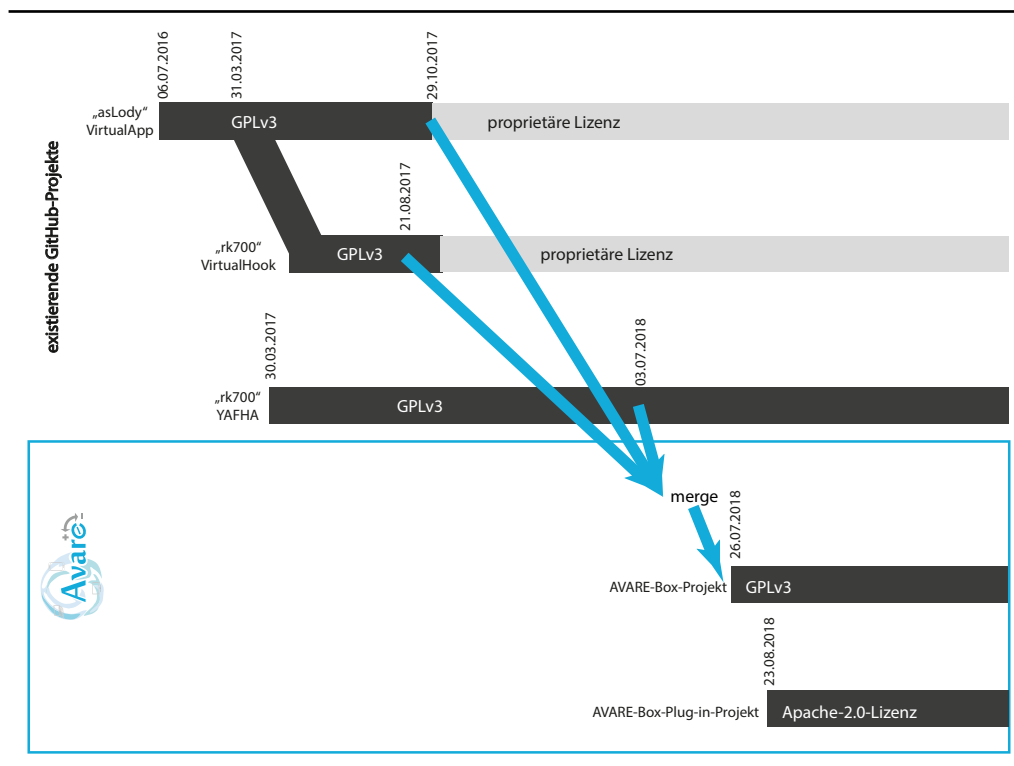 existierende GitHub-Projekte
06.07.2016
31.03.2017
29.10.2017
„asLody“
VirtualApp
GPLv3
proprietäre Lizenz
21.08.2017
„rk700“
VirtualHook
GPLv3
proprietäre Lizenz
30.03.2017
03.07.2018
„rk700“
YAFHA
GPLv3
Avare
merge
26.07.2018
AVARE-Box-Projekt
GPLv3
23.08.2018
AVARE-Box-Plug-in-Projekt
Apache-2.0-Lizenz